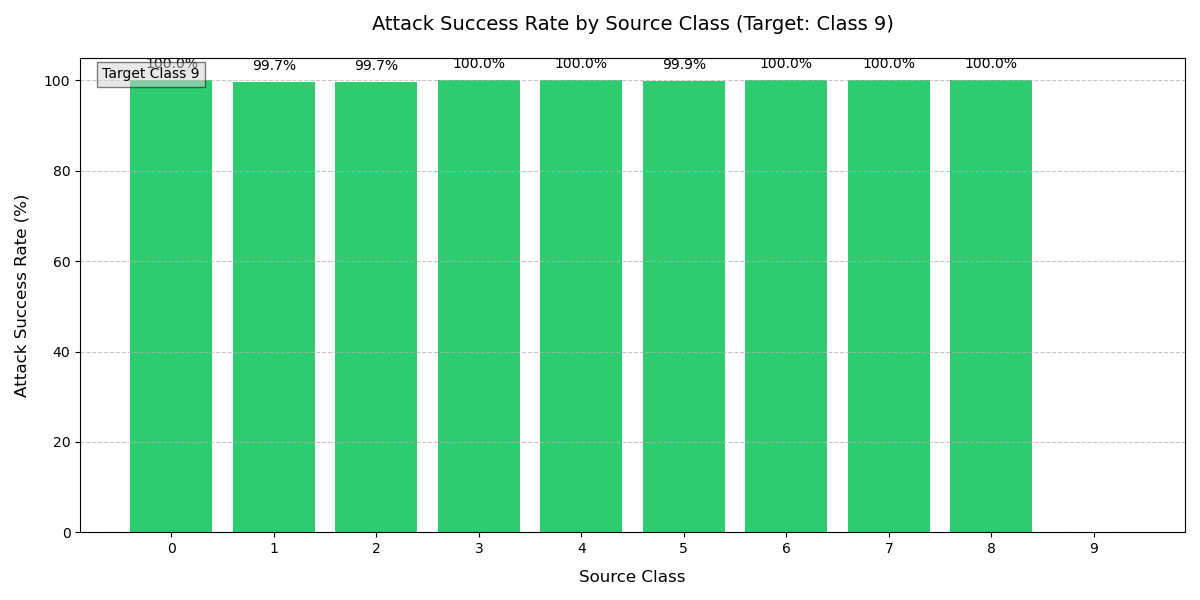 Attack Success Rate by Source Class (Target: Class 9)
100.0% 99.7% 99.7% 100.0% 100.0% 99.9% 100.0% 100.0% 100.0%
Target Class 9
100
80
60
40
20
0
Attack Success Rate (%)
0 1 2 3 4 5 6 7 8 9
Source Class